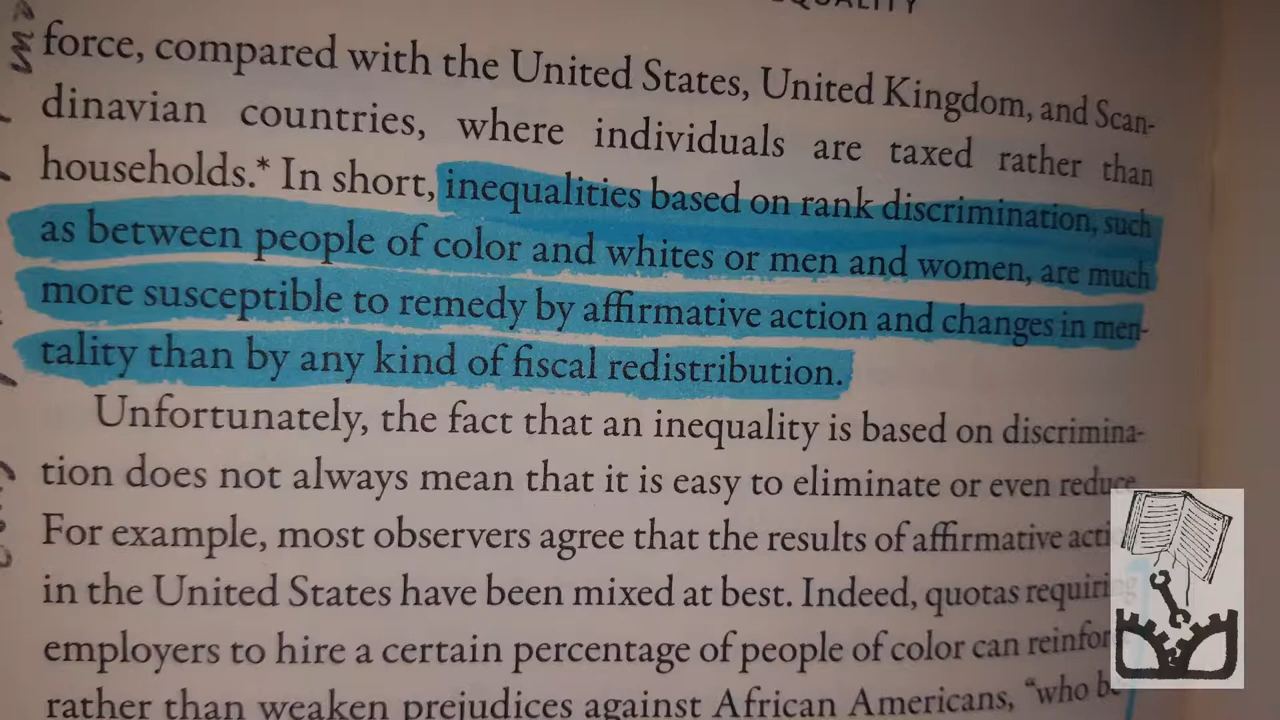 QUALITY
force, compared with the United States, United Kingdom, and Scan-
dinavian countries, where individuals are taxed rather than
households.* In short, inequalities based on rank discrimination, such
as between people of color and whites or men and women, are much
more susceptible to remedy by affirmative action and changes in men-
tality than by any kind of fiscal redistribution.
Unfortunately, the fact that an inequality is based on discrimina-
tion does not always mean that it is easy to eliminate or even reduce
For example, most observers agree that the results of affirmative acti
in the United States have been mixed at best. Indeed, quotas requirin
employers to hire a certain percentage of people of color can reinfor
rather than weaken prejudices against African Americans, “who b